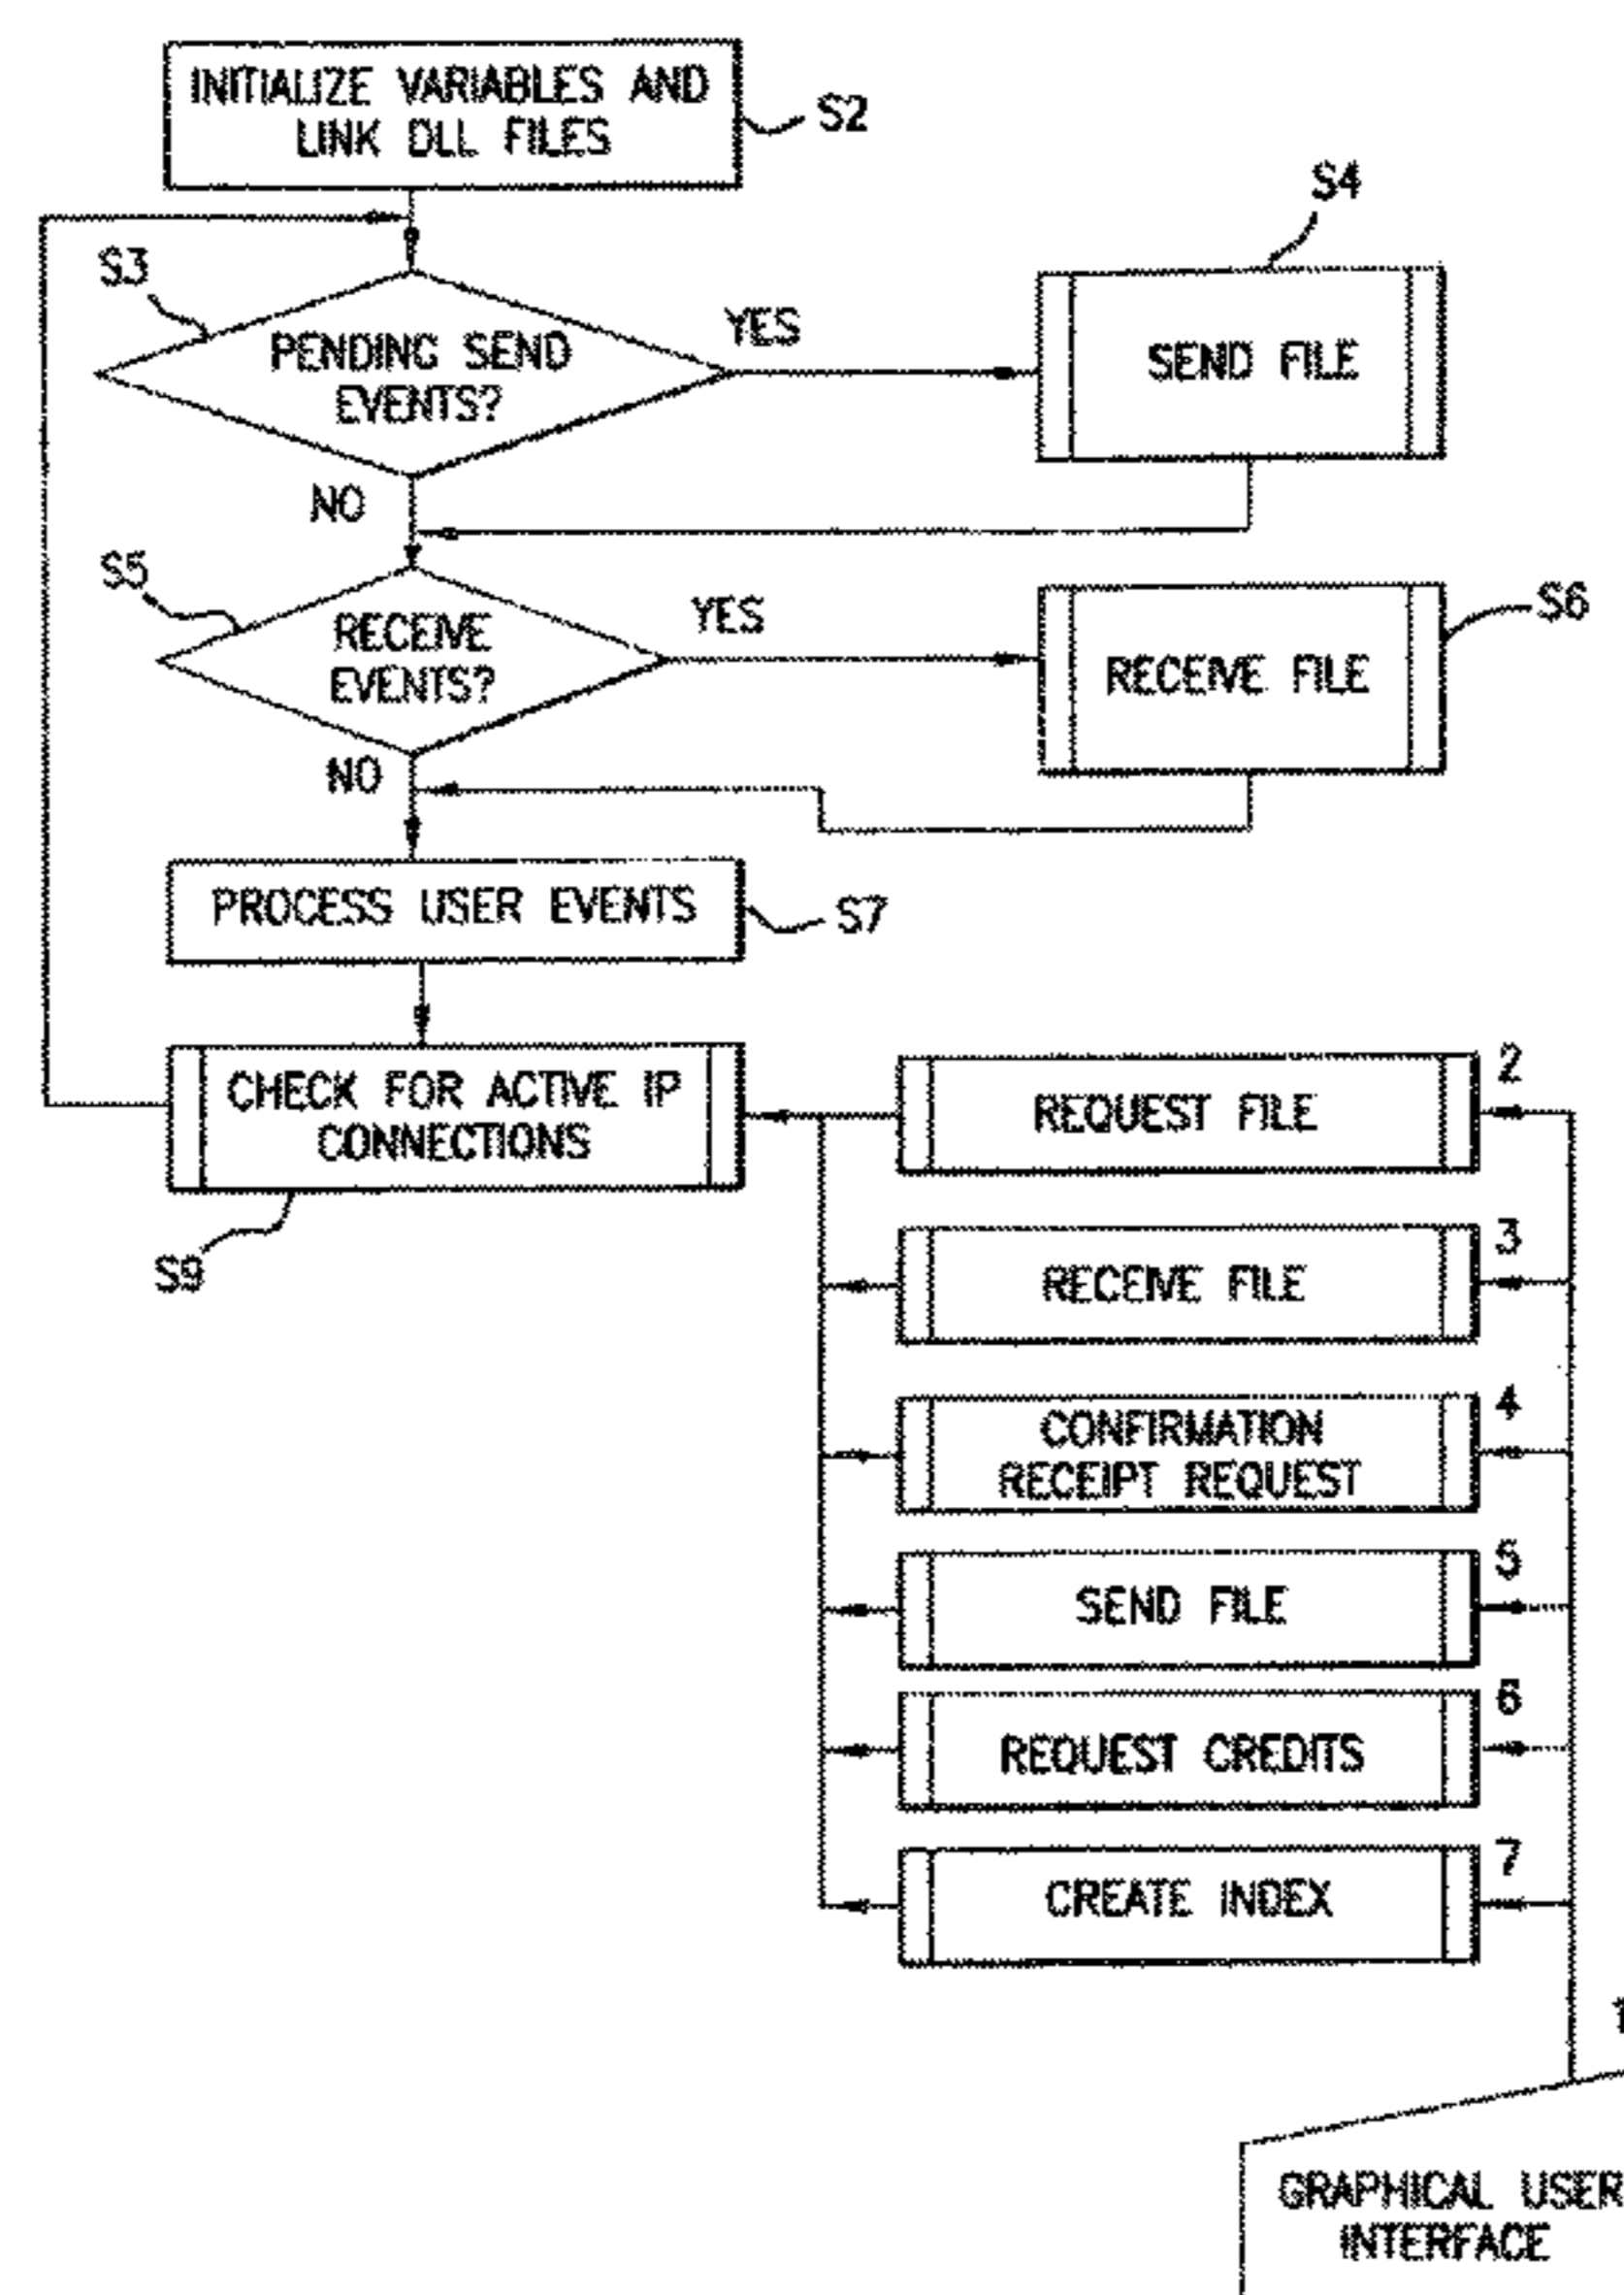 INITIALIZE VARIABLES AND
LINK DLL FILES
S2
S4
S3
PENDING SEND
EVENTS?
YES
SEND FILE
NO
S5
RECEIVE
EVENTS?
YES
RECEIVE FILE
S6
NO
PROCESS USER EVENTS
S7
CHECK FOR ACTIVE IP
CONNECTIONS
S9
REQUEST FILE
2
RECEIVE FILE
3
CONFIRMATION
RECEIPT REQUEST
4
SEND FILE
5
REQUEST CREDITS
6
CREATE INDEX
7
GRAPHICAL USER
INTERFACE